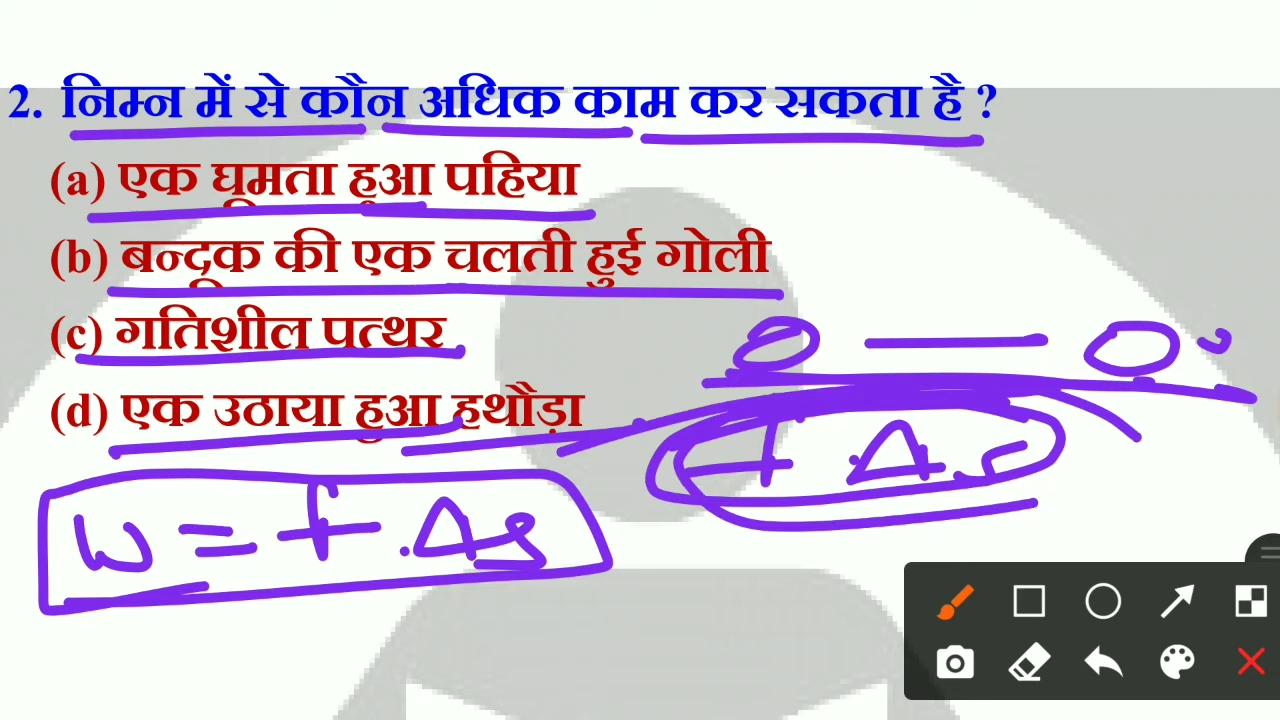 2. निम्न में से कौन अधिक काम कर सकता है ?
(a) एक घूमता हुआ पहिया
(b) बन्दूक की एक चलती हुई गोली
(c) गतिशील पत्थर
(d) एक उठाया हुआ हथौड़ा
F . Δs
W = F . Δs